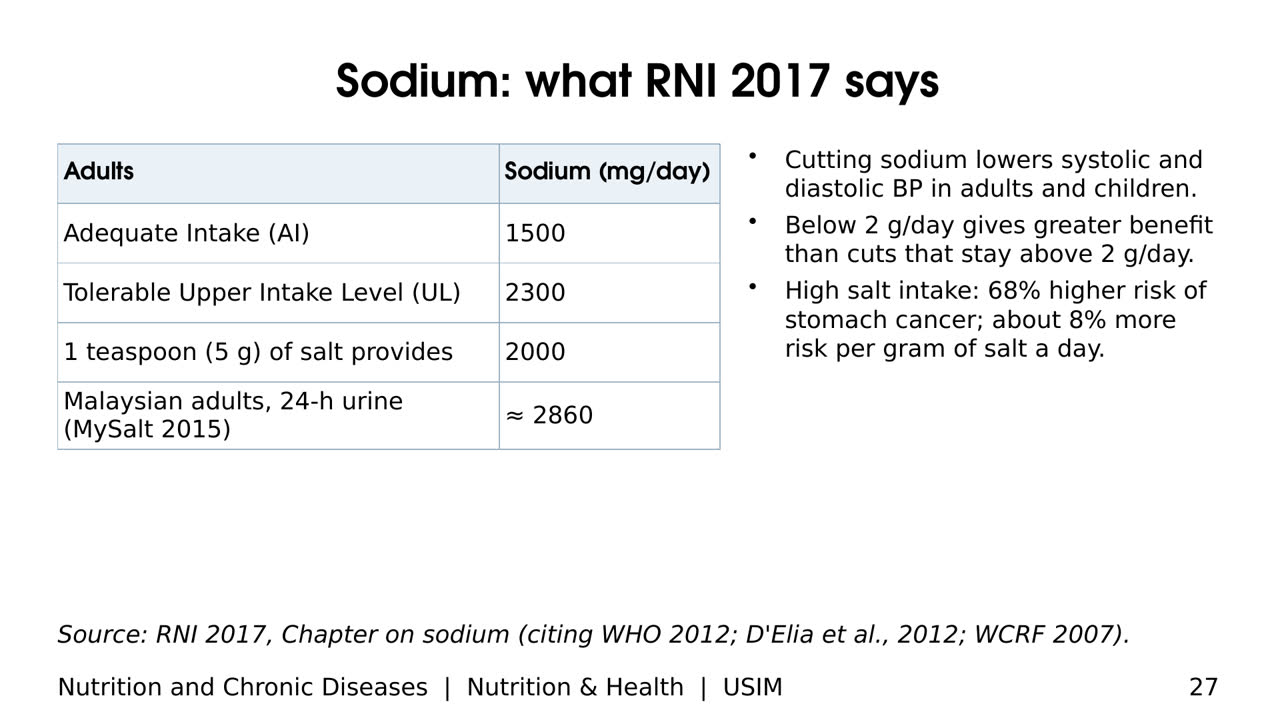 Sodium: what RNI 2017 says
Adults
Sodium (mg/day)
Adequate Intake (AI)
1500
Tolerable Upper Intake Level (UL)
2300
1 teaspoon (5 g) of salt provides
2000
Malaysian adults, 24-h urine
(MySalt 2015)
≈ 2860
• Cutting sodium lowers systolic and
diastolic BP in adults and children.
• Below 2 g/day gives greater benefit
than cuts that stay above 2 g/day.
• High salt intake: 68% higher risk of
stomach cancer; about 8% more
risk per gram of salt a day.
Source: RNI 2017, Chapter on sodium (citing WHO 2012; D'Elia et al., 2012; WCRF 2007).
Nutrition and Chronic Diseases | Nutrition & Health | USIM
27